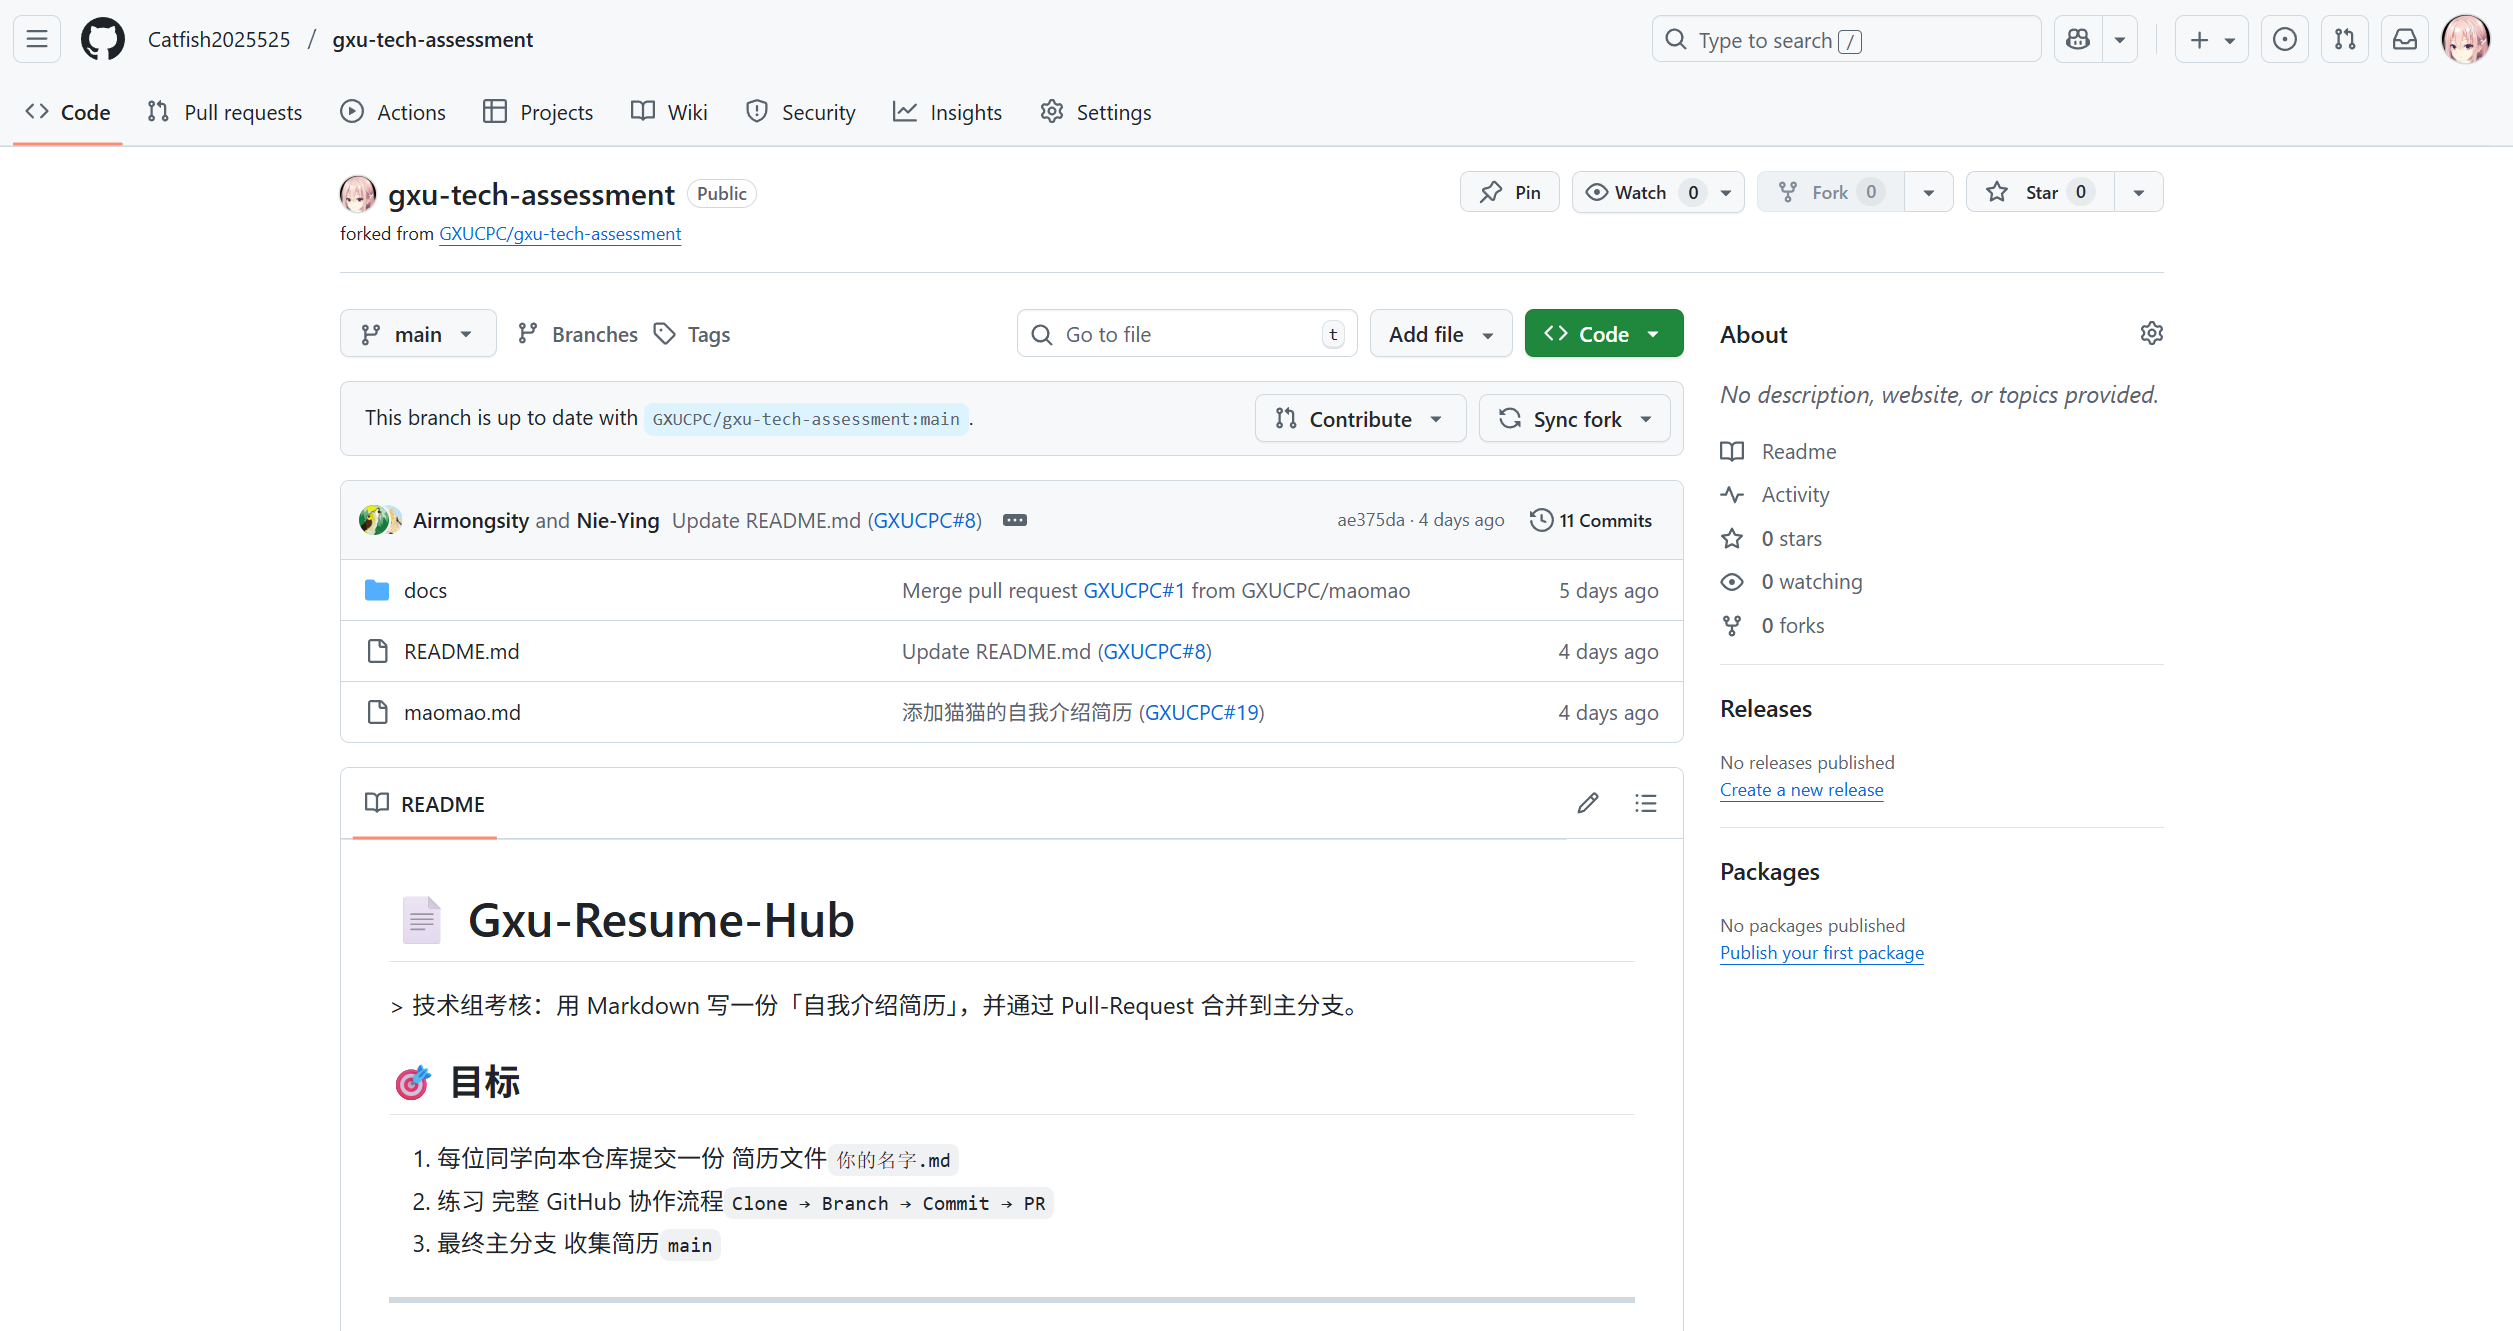 Catfish2025525 / gxu-tech-assessment
Type to search /
Code Pull requests Actions Projects Wiki Security Insights Settings
gxu-tech-assessment Public
Pin Watch 0 Fork 0 Star 0
forked from GXUCPC/gxu-tech-assessment
main Branches Tags Go to file t Add file Code
This branch is up to date with GXUCPC/gxu-tech-assessment:main.
Contribute Sync fork
Airmongsity and Nie-Ying Update README.md (GXUCPC#8) ae375da · 4 days ago 11 Commits
docs Merge pull request GXUCPC#1 from GXUCPC/maomao 5 days ago
README.md Update README.md (GXUCPC#8) 4 days ago
maomao.md 添加猫猫的自我介绍简历 (GXUCPC#19) 4 days ago
README
Gxu-Resume-Hub
> 技术组考核：用 Markdown 写一份「自我介绍简历」，并通过 Pull-Request 合并到主分支。
目标
1. 每位同学向本仓库提交一份 简历文件 你的名字.md
2. 练习 完整 GitHub 协作流程 Clone → Branch → Commit → PR
3. 最终主分支 收集简历 main
About
No description, website, or topics provided.
Readme
Activity
0 stars
0 watching
0 forks
Releases
No releases published
Create a new release
Packages
No packages published
Publish your first package